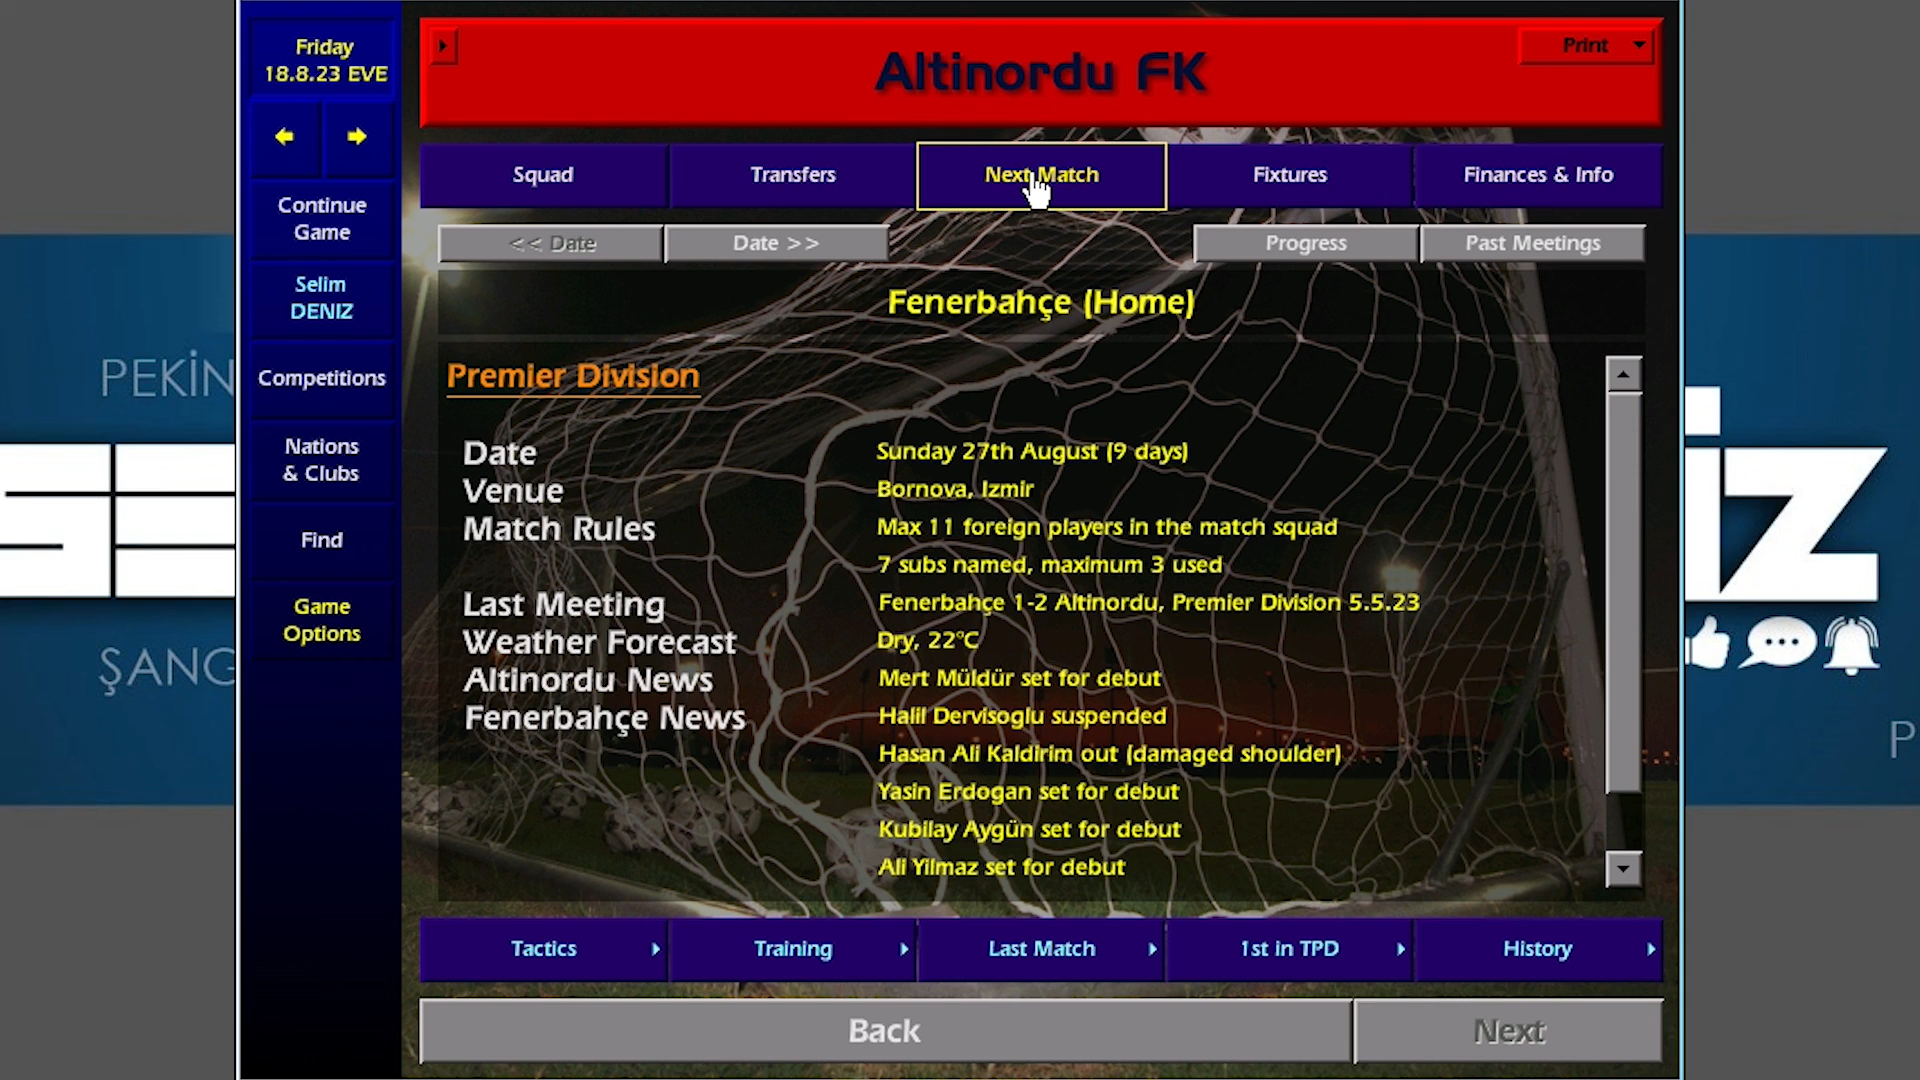 Friday
18.8.23 EVE
Continue
Game
Selim
DENIZ
Competitions
Nations
& Clubs
Find
Game
Options
Altinordu FK
Print
Squad
Transfers
Next Match
Fixtures
Finances & Info
<< Date
Date >>
Progress
Past Meetings
Fenerbahçe (Home)
Premier Division
Date
Sunday 27th August (9 days)
Venue
Bornova, Izmir
Match Rules
Max 11 foreign players in the match squad
7 subs named, maximum 3 used
Last Meeting
Fenerbahçe 1-2 Altinordu, Premier Division 5.5.23
Weather Forecast
Dry, 22ºC
Altinordu News
Mert Müldür set for debut
Fenerbahçe News
Halil Dervisoglu suspended
Hasan Ali Kaldirim out (damaged shoulder)
Yasin Erdogan set for debut
Kubilay Aygün set for debut
Ali Yilmaz set for debut
Tactics
Training
Last Match
1st in TPD
History
Back
Next
PEKİN
SE
İZ
ŞANG
P